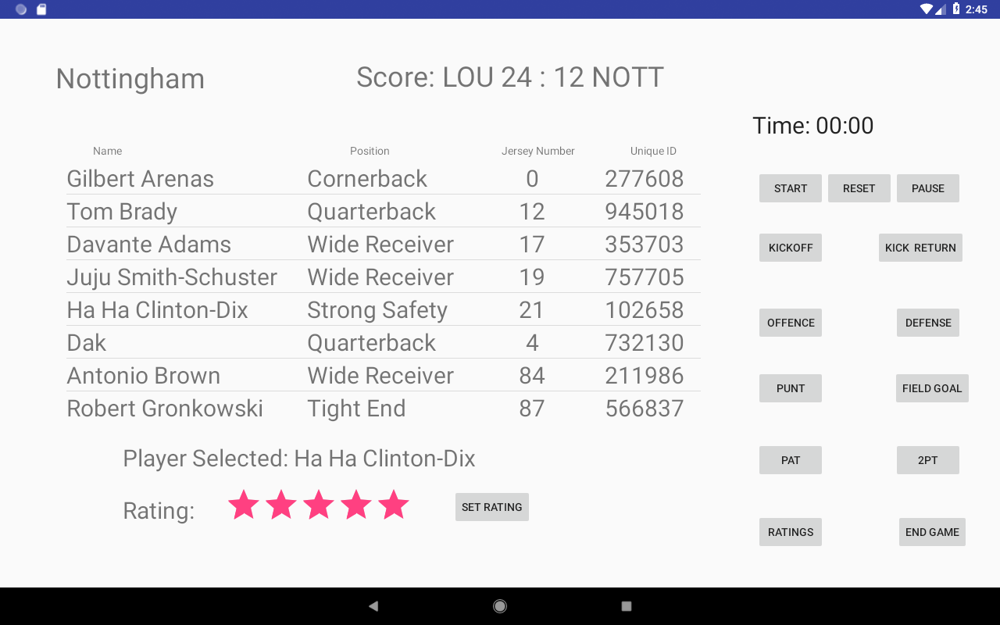 2:45
Nottingham
Score: LOU 24 : 12 NOTT
Time: 00:00
Name Position Jersey Number Unique ID
Gilbert Arenas Cornerback 0 277608
Tom Brady Quarterback 12 945018
Davante Adams Wide Receiver 17 353703
Juju Smith-Schuster Wide Receiver 19 757705
Ha Ha Clinton-Dix Strong Safety 21 102658
Dak Quarterback 4 732130
Antonio Brown Wide Receiver 84 211986
Robert Gronkowski Tight End 87 566837
Player Selected: Ha Ha Clinton-Dix
Rating: SET RATING
START RESET PAUSE
KICKOFF KICK RETURN
OFFENCE DEFENSE
PUNT FIELD GOAL
PAT 2PT
RATINGS END GAME